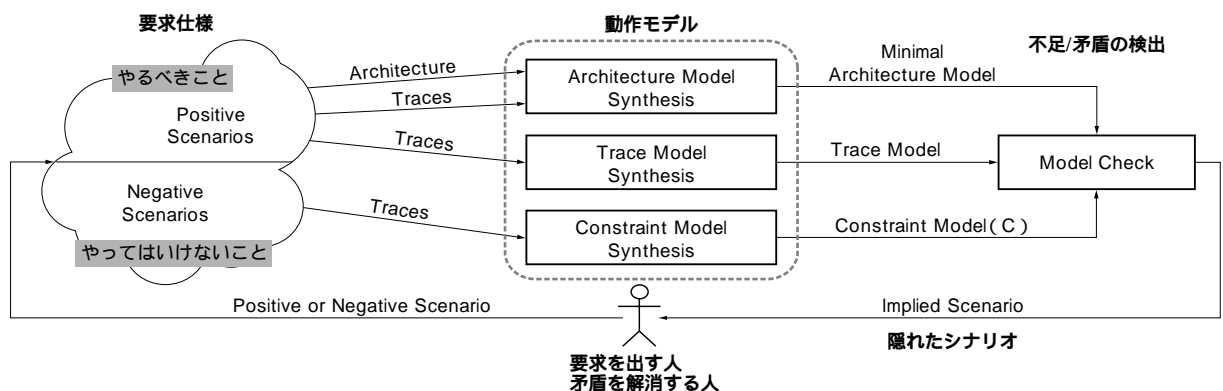 要求仕様
動作モデル
不足/矛盾の検出
やるべきこと
Positive
Scenarios
Negative
Scenarios
やってはいけないこと
Architecture
Traces
Traces
Traces
Architecture Model
Synthesis
Trace Model
Synthesis
Constraint Model
Synthesis
Minimal
Architecture Model
Trace Model
Constraint Model(C)
Model Check
Positive or Negative Scenario
Implied Scenario
隠れたシナリオ
要求を出す人
矛盾を解消する人